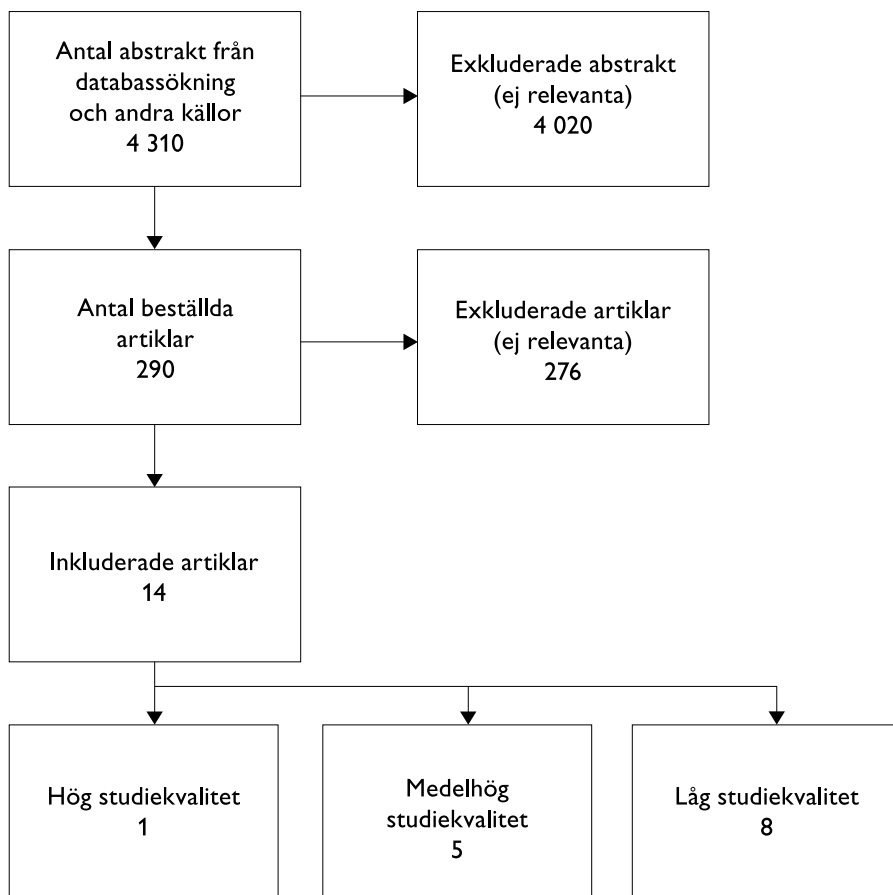 Antal abstrakt från
databassökning
och andra källor
4 310
Exkluderade abstrakt
(ej relevanta)
4 020
Antal beställda
artiklar
290
Exkluderade artiklar
(ej relevanta)
276
Inkluderade artiklar
14
Hög studiekvalitet
1
Medelhög
studiekvalitet
5
Låg studiekvalitet
8